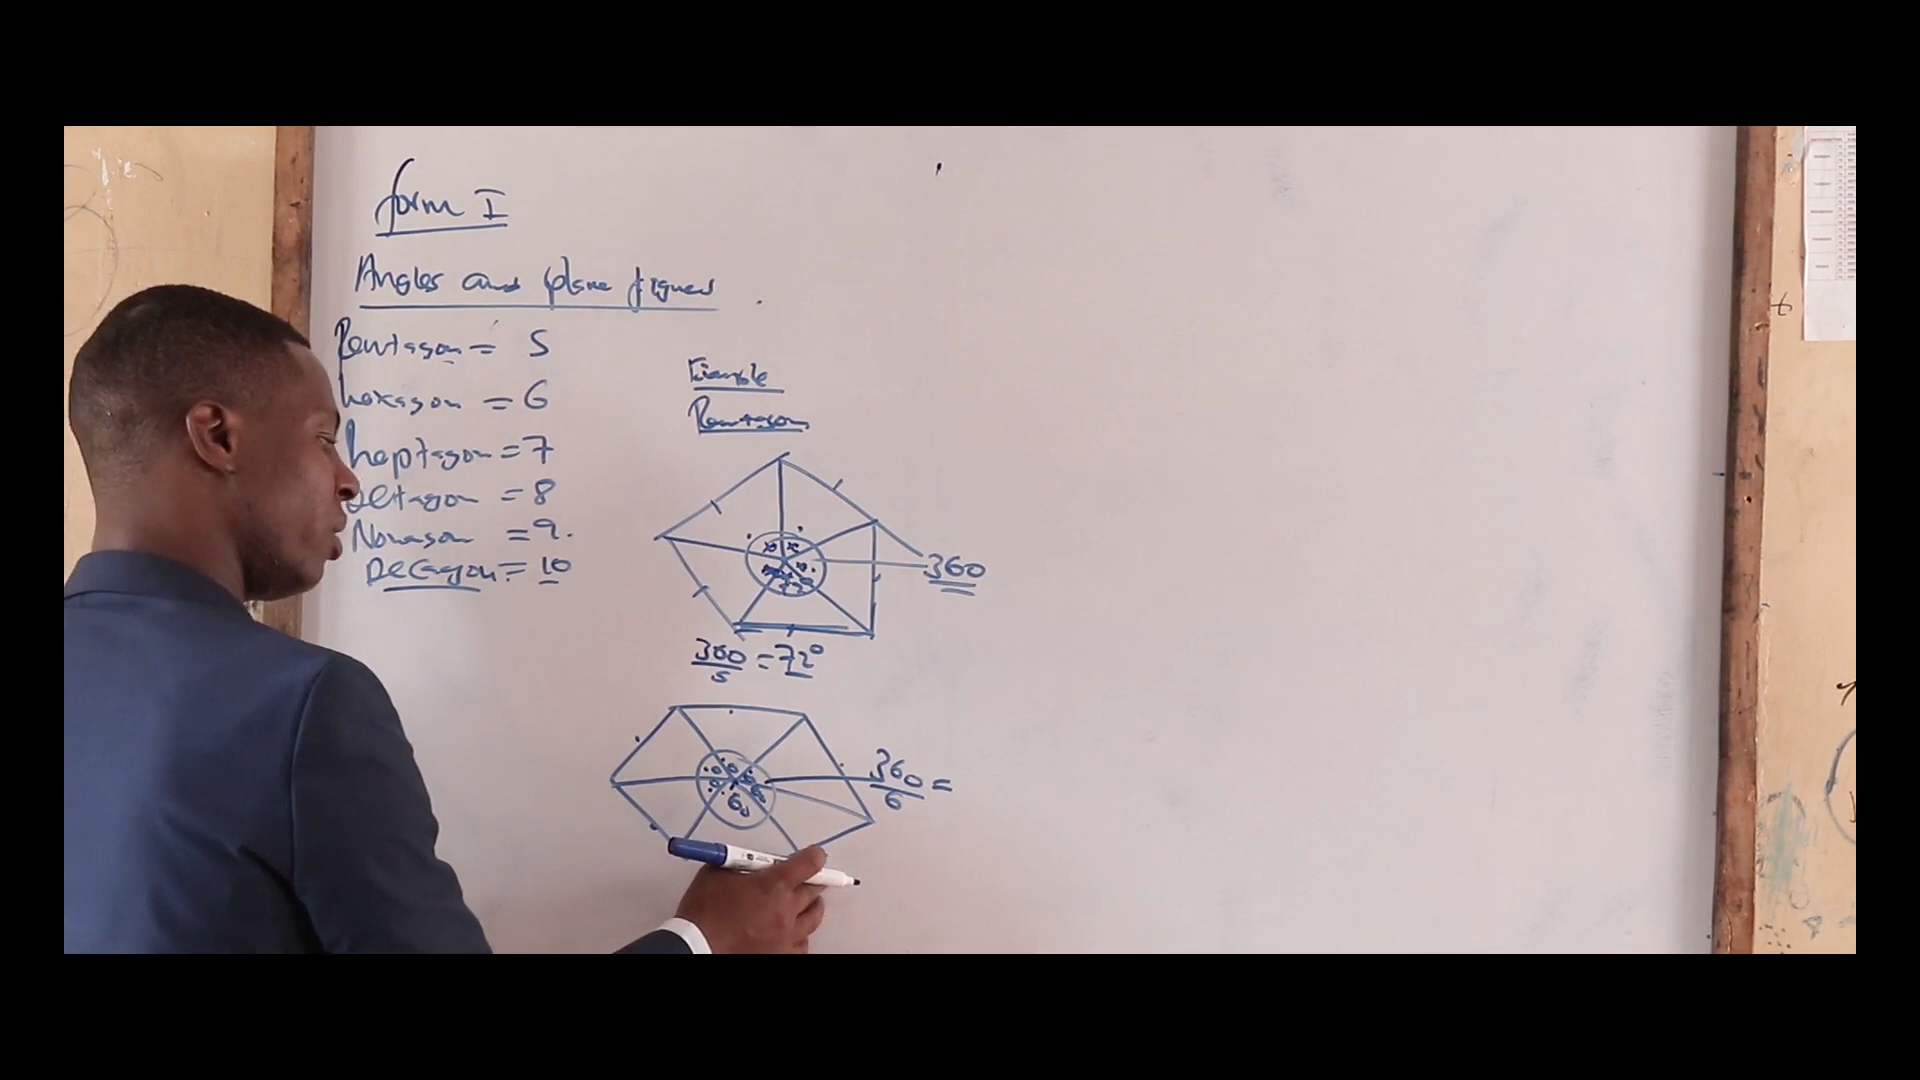 form I
Angles and plane figures
Pentagon = 5
hexagon = 6
heptagon = 7
Octagon = 8
Nonagon = 9.
Decagon = 10
Example
Pentagon
360
360/5 = 72°
360/6 =